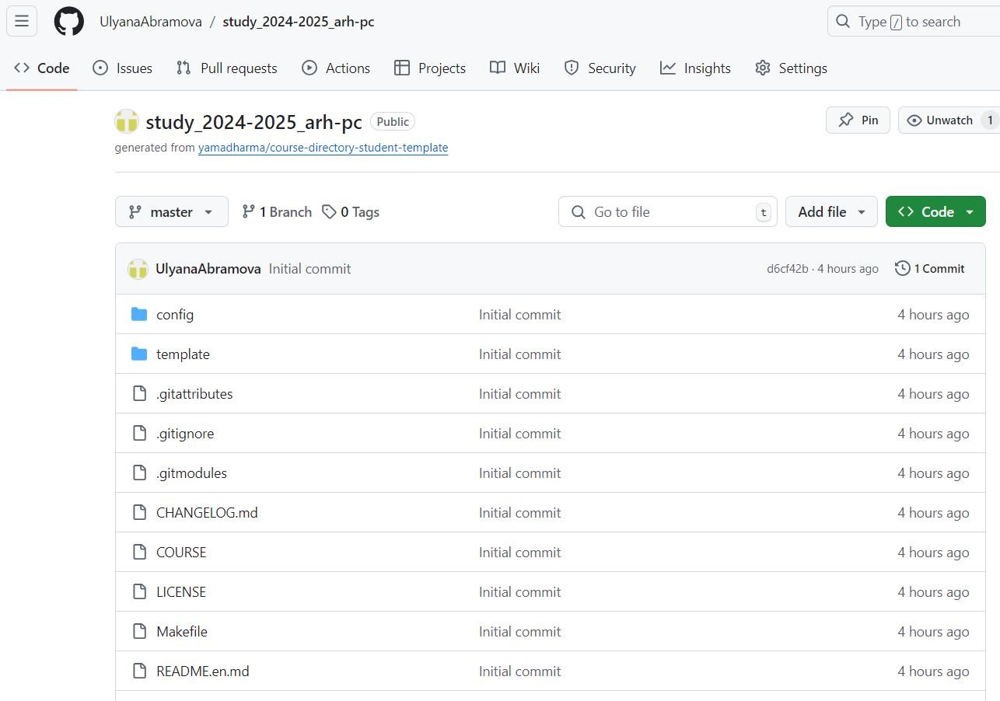 UlyanaAbramova / study_2024-2025_arh-pc
Type / to search
Code Issues Pull requests Actions Projects Wiki Security Insights Settings
study_2024-2025_arh-pc Public
Pin Unwatch 1
generated from yamadharma/course-directory-student-template
master 1 Branch 0 Tags
Go to file t Add file Code
UlyanaAbramova Initial commit d6cf42b · 4 hours ago 1 Commit
config Initial commit 4 hours ago
template Initial commit 4 hours ago
.gitattributes Initial commit 4 hours ago
.gitignore Initial commit 4 hours ago
.gitmodules Initial commit 4 hours ago
CHANGELOG.md Initial commit 4 hours ago
COURSE Initial commit 4 hours ago
LICENSE Initial commit 4 hours ago
Makefile Initial commit 4 hours ago
README.en.md Initial commit 4 hours ago